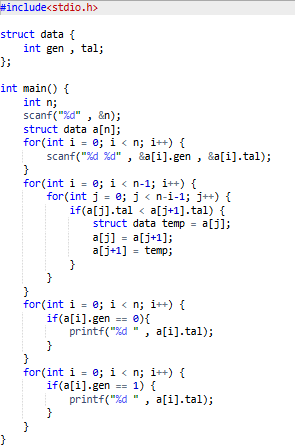 #include<stdio.h>
struct data {
    int gen , tal;
};
int main() {
    int n;
    scanf("%d" , &n);
    struct data a[n];
    for(int i = 0; i < n; i++) {
        scanf("%d %d" , &a[i].gen , &a[i].tal);
    }
    for(int i = 0; i < n-1; i++) {
        for(int j = 0; j < n-i-1; j++) {
            if(a[j].tal < a[j+1].tal) {
                struct data temp = a[j];
                a[j] = a[j+1];
                a[j+1] = temp;
            }
        }
    }
    for(int i = 0; i < n; i++) {
        if(a[i].gen == 0){
            printf("%d " , a[i].tal);
        }
    }
    for(int i = 0; i < n; i++) {
        if(a[i].gen == 1) {
            printf("%d " , a[i].tal);
        }
    }
}